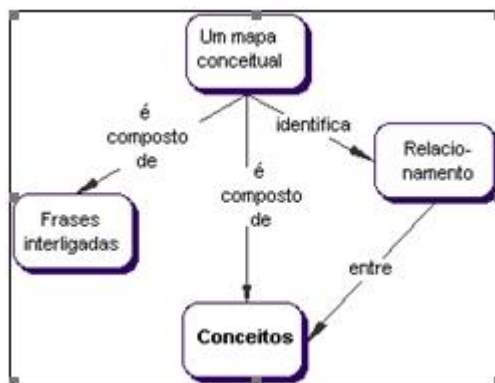 Um mapa
conceitual
é
composto
de
identifica
Relacio-
namento
é
composto
de
Frases
interligadas
entre
Conceitos